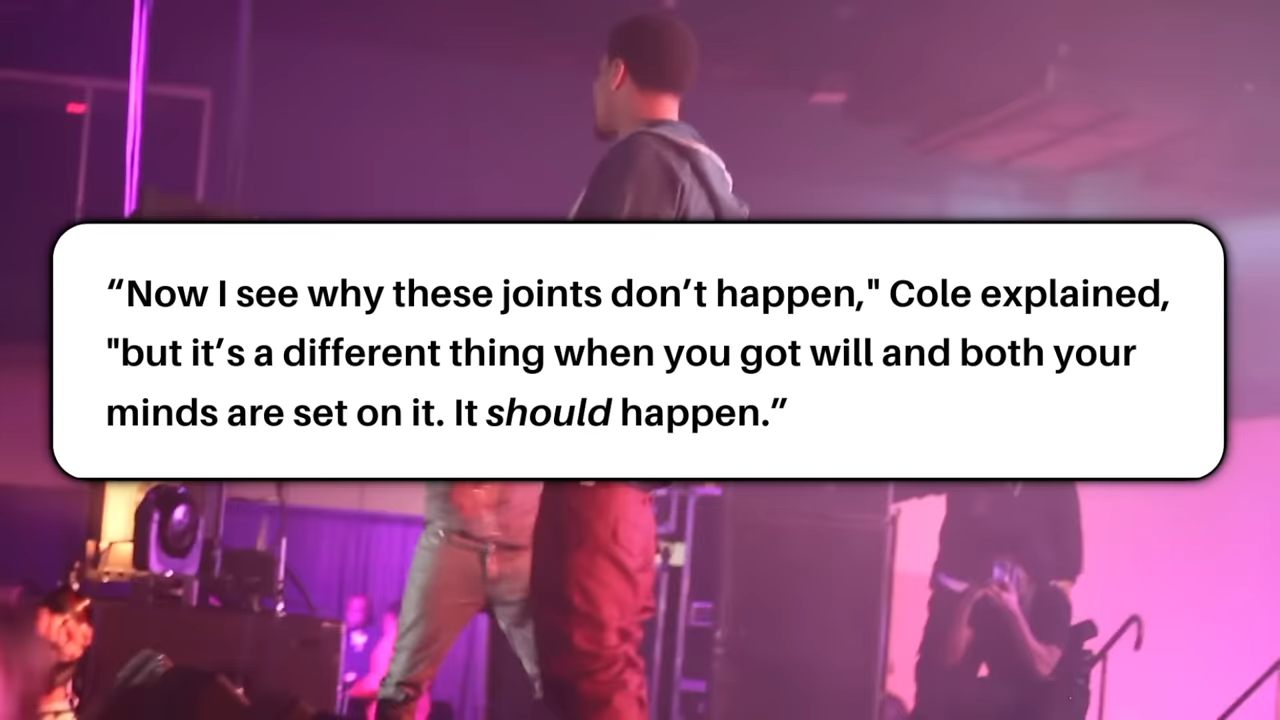 “Now I see why these joints don’t happen," Cole explained,
"but it’s a different thing when you got will and both your
minds are set on it. It should happen.”